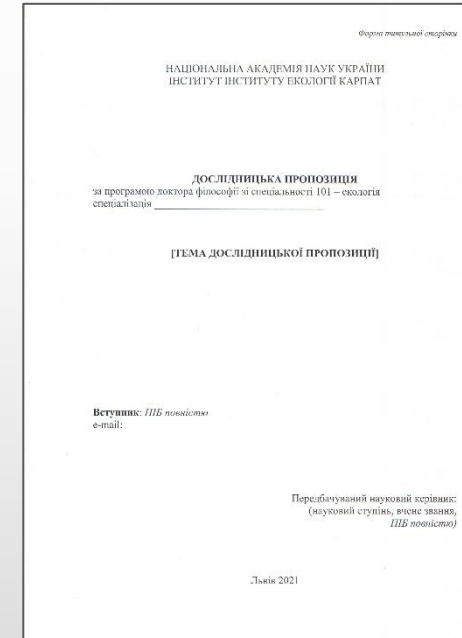 Форма титульної сторінки
НАЦІОНАЛЬНА АКАДЕМІЯ НАУК УКРАЇНИ
ІНСТИТУТ ІНСТИТУТУ ЕКОЛОГІЇ КАРПАТ
ДОСЛІДНИЦЬКА ПРОПОЗИЦІЯ
за програмою доктора філософії зі спеціальності 101 – екологія
спеціалізація ____________________________
[ТЕМА ДОСЛІДНИЦЬКОЇ ПРОПОЗИЦІЇ]
Вступник: ПІБ повністю
e-mail:
Передбачуваний науковий керівник:
(науковий ступінь, вчене звання,
ПІБ повністю)
Львів 2021